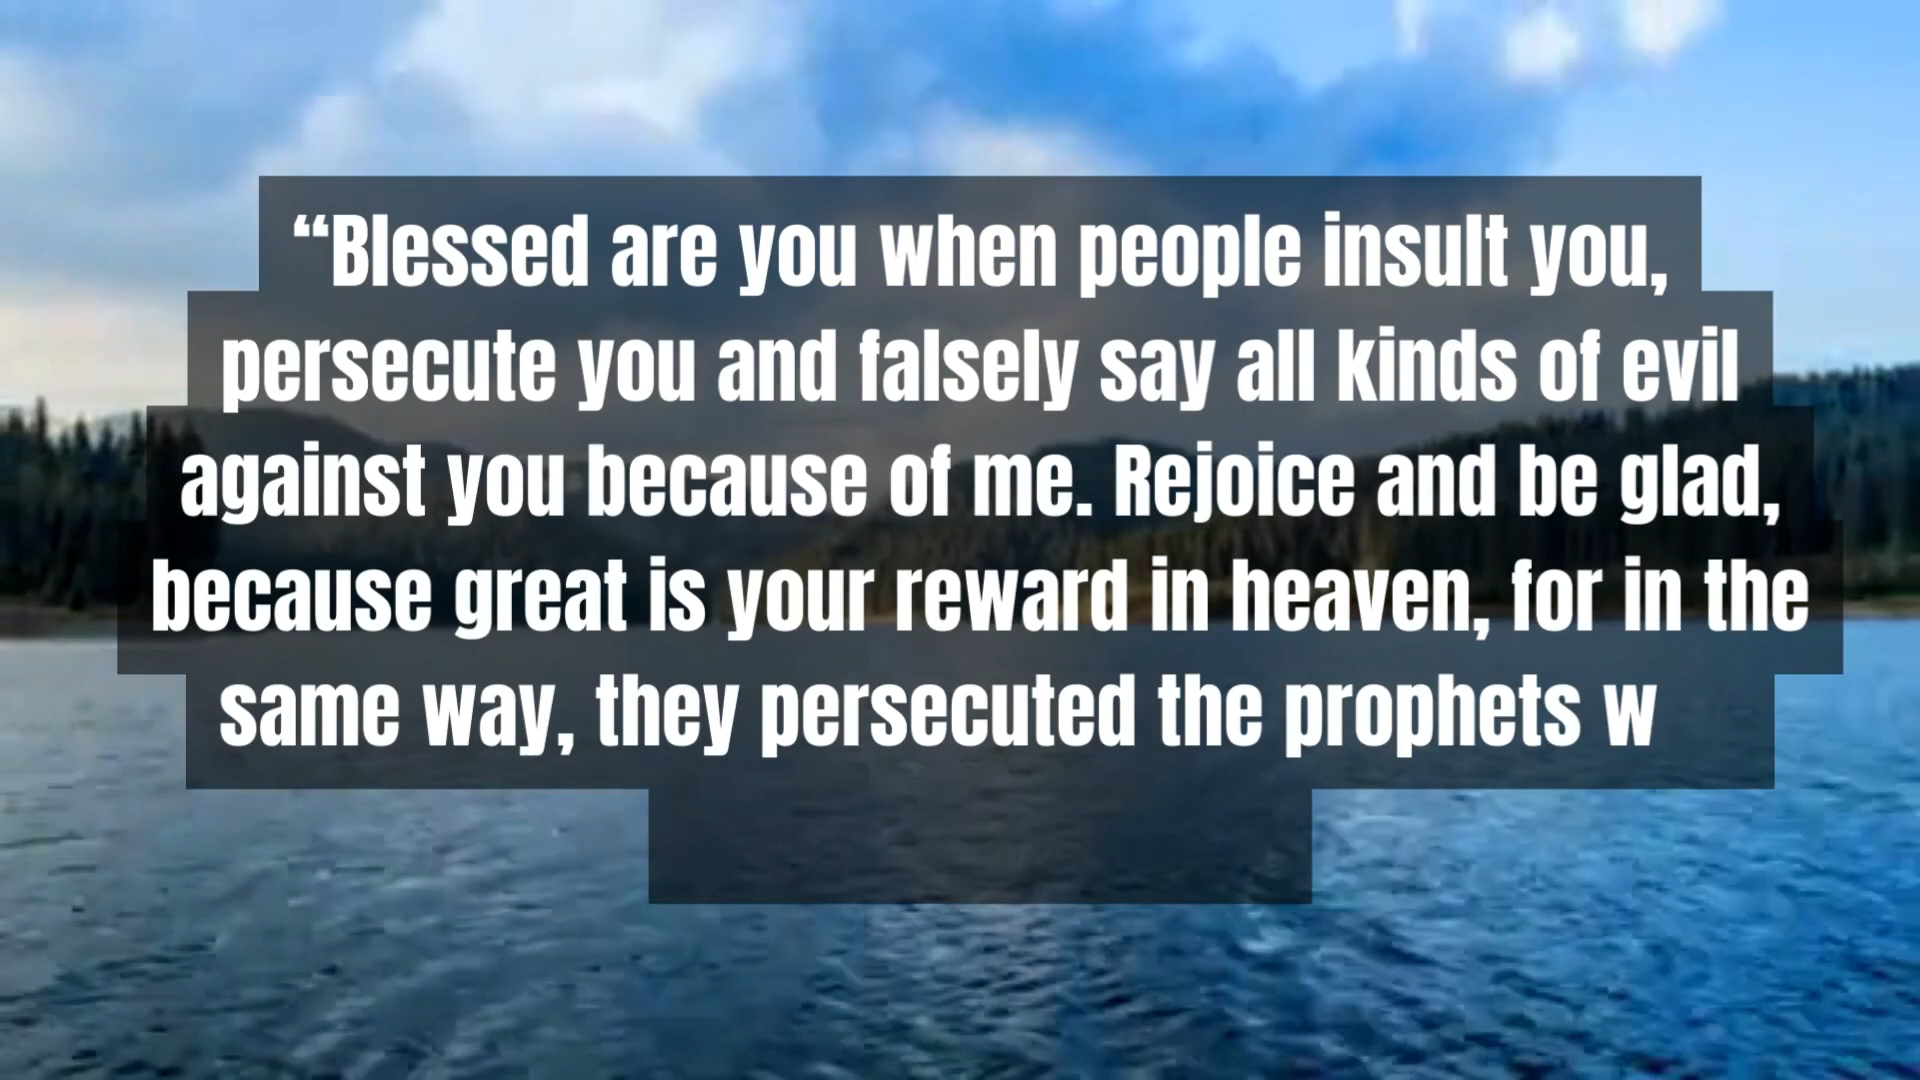 “Blessed are you when people insult you,
persecute you and falsely say all kinds of evil
against you because of me. Rejoice and be glad,
because great is your reward in heaven, for in the
same way, they persecuted the prophets w